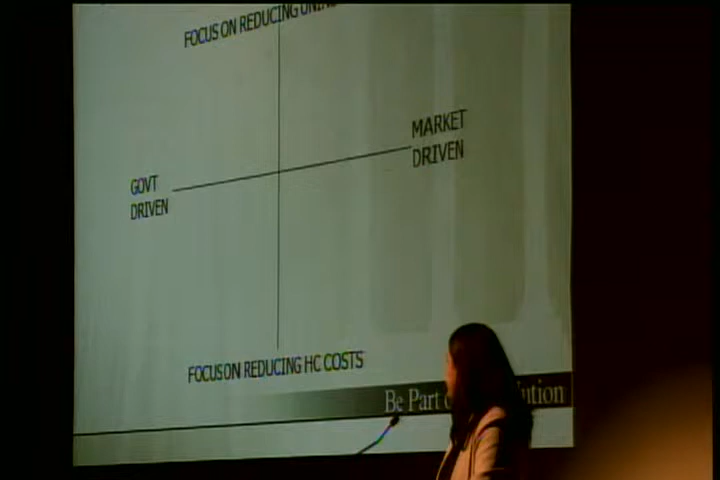 FOCUS ON REDUCING
MARKET
DRIVEN
GOVT
DRIVEN
FOCUS ON REDUCING HC COSTS
Be Part